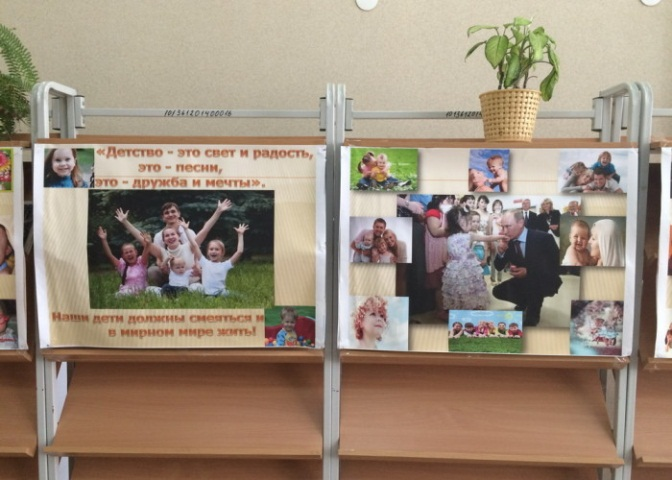 «Детство - это свет и радость,
это - песни,
это - дружба и мечты».
Наши дети должны смеяться и
в мирном мире жить!